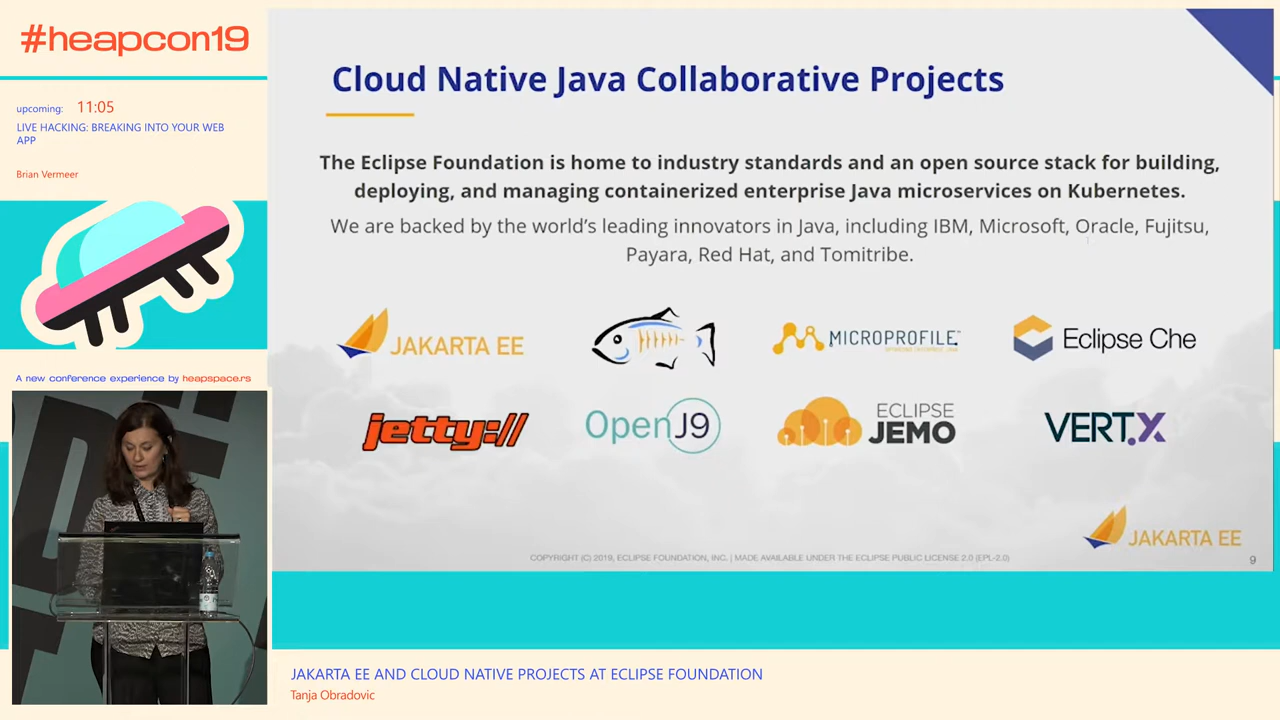 #heapcon19
upcoming: 11:05
LIVE HACKING: BREAKING INTO YOUR WEB
APP
Brian Vermeer
A new conference experience by heapspace.rs
Cloud Native Java Collaborative Projects
The Eclipse Foundation is home to industry standards and an open source stack for building,
deploying, and managing containerized enterprise Java microservices on Kubernetes.
We are backed by the world's leading innovators in Java, including IBM, Microsoft, Oracle, Fujitsu,
Payara, Red Hat, and Tomitribe.
JAKARTA EE
MICROPROFILE™
Eclipse Che
jetty://
OpenJ9
ECLIPSE
JEMO
VERT.X
JAKARTA EE
COPYRIGHT (C) 2019, ECLIPSE FOUNDATION, INC. | MADE AVAILABLE UNDER THE ECLIPSE PUBLIC LICENSE 2.0 (EPL-2.0)
9
JAKARTA EE AND CLOUD NATIVE PROJECTS AT ECLIPSE FOUNDATION
Tanja Obradovic